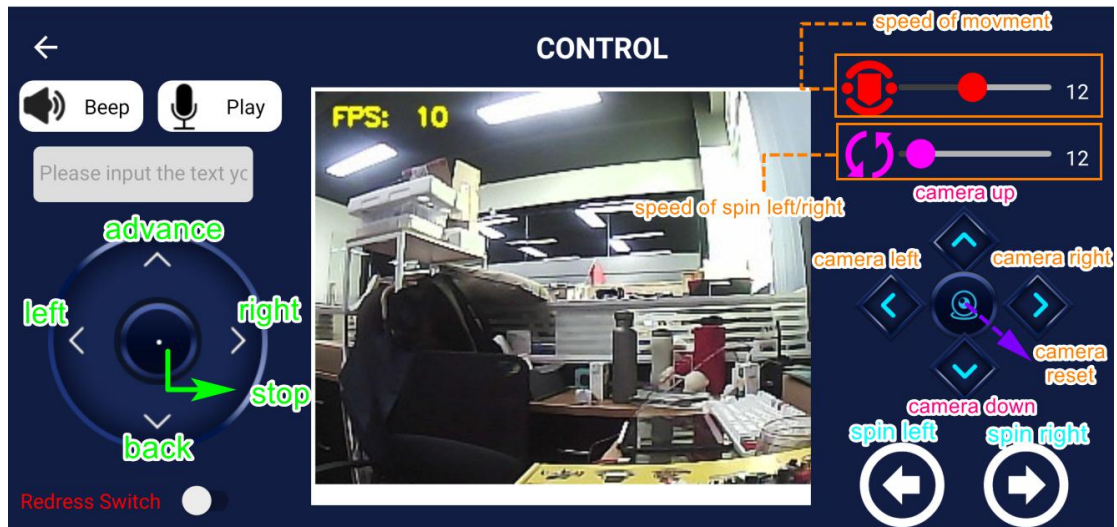 speed of movment
CONTROL
Beep
Play
12
FPS: 10
12
Please input the text yc
speed of spin left/right
camera up
advance
camera left
camera right
left
right
stop
camera
reset
back
camera down
spin left
spin right
Redress Switch